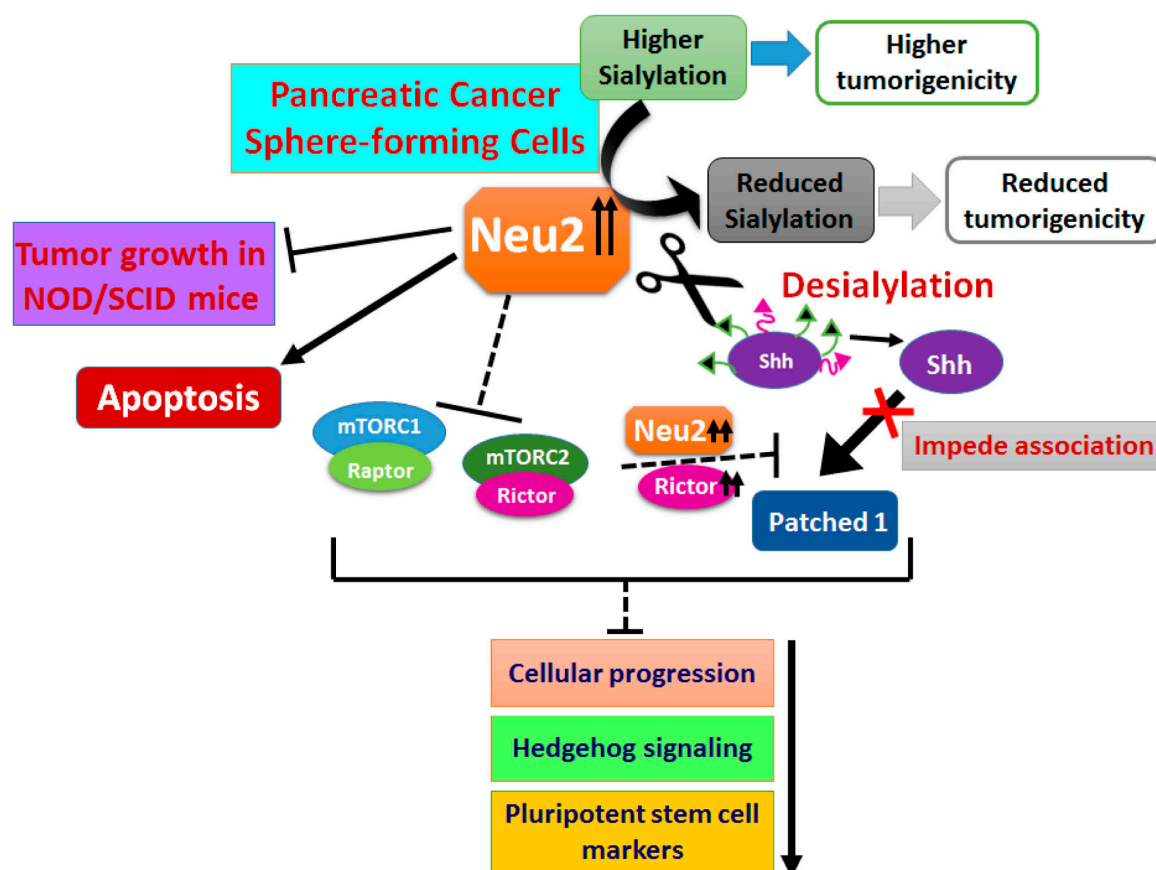 Higher
Sialylation
Higher
tumorigenicity
Pancreatic Cancer
Sphere-forming Cells
Reduced
Sialylation
Reduced
tumorigenicity
Neu2
Tumor growth in
NOD/SCID mice
Desialylation
Shh
Shh
Apoptosis
mTORC1
Raptor
mTORC2
Rictor
Neu2
Rictor
Impede association
Patched 1
Cellular progression
Hedgehog signaling
Pluripotent stem cell
markers